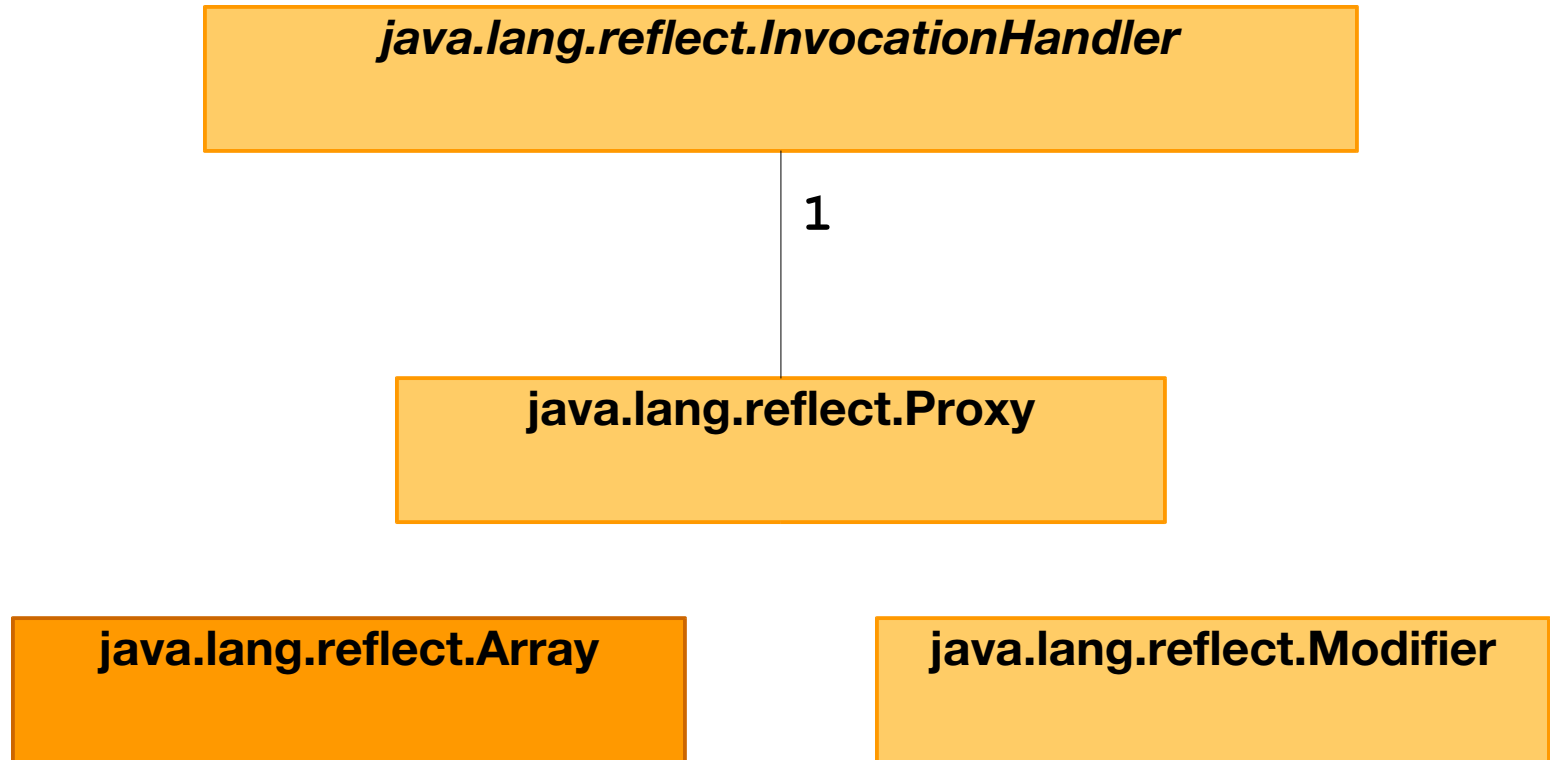 java.lang.reflect.InvocationHandler
1
java.lang.reflect.Proxy
java.lang.reflect.Array
java.lang.reflect.Modifier